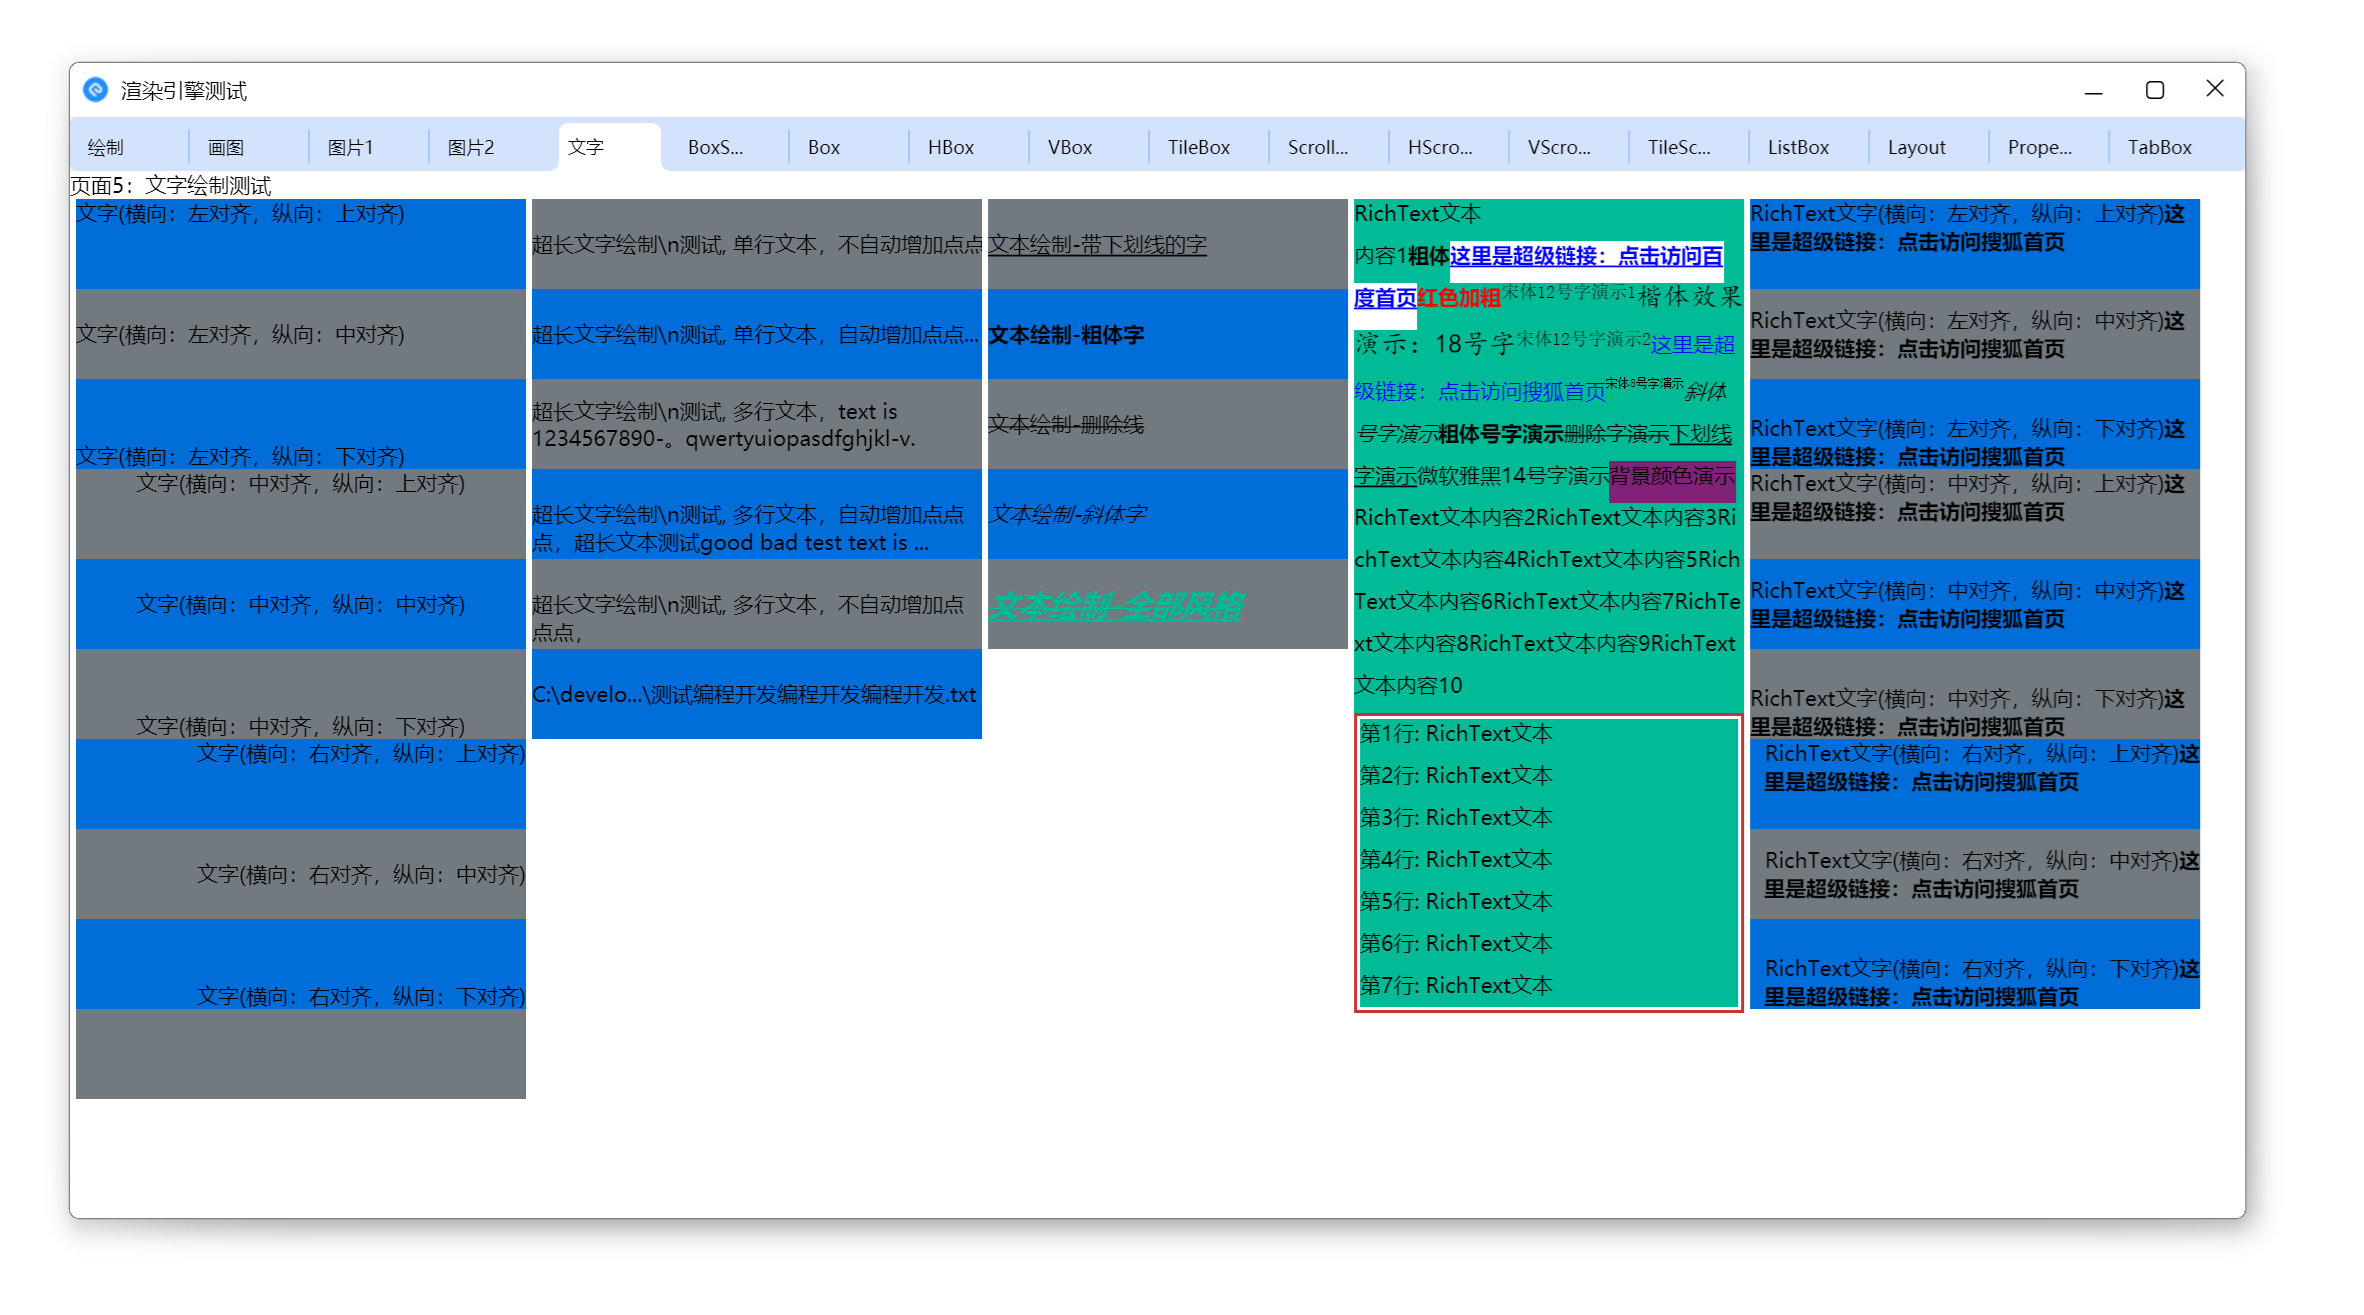 渲染引擎测试
绘制 画图 图片1 图片2 文字 BoxS... Box HBox VBox TileBox Scroll... HScro... VScro... TileSc... ListBox Layout Prope... TabBox
页面5：文字绘制测试
文字(横向：左对齐，纵向：上对齐)
文字(横向：左对齐，纵向：中对齐)
文字(横向：左对齐，纵向：下对齐)
文字(横向：中对齐，纵向：上对齐)
文字(横向：中对齐，纵向：中对齐)
文字(横向：中对齐，纵向：下对齐)
文字(横向：右对齐，纵向：上对齐)
文字(横向：右对齐，纵向：中对齐)
文字(横向：右对齐，纵向：下对齐)
超长文字绘制\n测试, 单行文本，不自动增加点点
超长文字绘制\n测试, 单行文本，自动增加点点...
超长文字绘制\n测试, 多行文本，text is
1234567890-。qwertyuiopasdfghjkl-v.
超长文字绘制\n测试, 多行文本，自动增加点点
点，超长文本测试good bad test text is ...
超长文字绘制\n测试, 多行文本，不自动增加点
点点，
C:\develo...\测试编程开发编程开发编程开发.txt
文本绘制-带下划线的字
文本绘制-粗体字
文本绘制-删除线
文本绘制-斜体字
文本绘制-全部风格
RichText文本
内容1粗体这里是超级链接：点击访问百
度首页红色加粗宋体12号字演示1楷体效果
演示：18号字宋体12号字演示2这里是超
级链接：点击访问搜狐首页宋体8号字演示斜体
号字演示粗体号字演示删除字演示下划线
字演示微软雅黑14号字演示背景颜色演示
RichText文本内容2RichText文本内容3Ri
chText文本内容4RichText文本内容5Rich
Text文本内容6RichText文本内容7RichTe
xt文本内容8RichText文本内容9RichText
文本内容10
第1行: RichText文本
第2行: RichText文本
第3行: RichText文本
第4行: RichText文本
第5行: RichText文本
第6行: RichText文本
第7行: RichText文本
RichText文字(横向：左对齐，纵向：上对齐)这
里是超级链接：点击访问搜狐首页
RichText文字(横向：左对齐，纵向：中对齐)这
里是超级链接：点击访问搜狐首页
RichText文字(横向：左对齐，纵向：下对齐)这
里是超级链接：点击访问搜狐首页
RichText文字(横向：中对齐，纵向：上对齐)这
里是超级链接：点击访问搜狐首页
RichText文字(横向：中对齐，纵向：中对齐)这
里是超级链接：点击访问搜狐首页
RichText文字(横向：中对齐，纵向：下对齐)这
里是超级链接：点击访问搜狐首页
RichText文字(横向：右对齐，纵向：上对齐)这
里是超级链接：点击访问搜狐首页
RichText文字(横向：右对齐，纵向：中对齐)这
里是超级链接：点击访问搜狐首页
RichText文字(横向：右对齐，纵向：下对齐)这
里是超级链接：点击访问搜狐首页